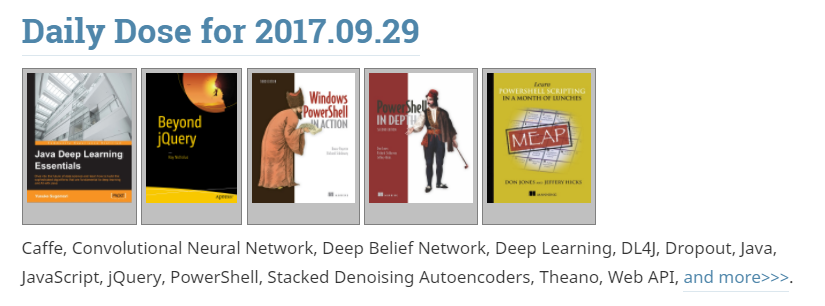 Daily Dose for 2017.09.29
Java Deep Learning
Essentials
Beyond
jQuery
Windows
PowerShell
IN ACTION
PowerShell
IN DEPTH
Learn
POWERSHELL SCRIPTING
IN A MONTH OF LUNCHES
MEAP
DON JONES AND JEFFERY HICKS
MANNING
Caffe, Convolutional Neural Network, Deep Belief Network, Deep Learning, DL4J, Dropout, Java,
JavaScript, jQuery, PowerShell, Stacked Denoising Autoencoders, Theano, Web API, and more>>>.